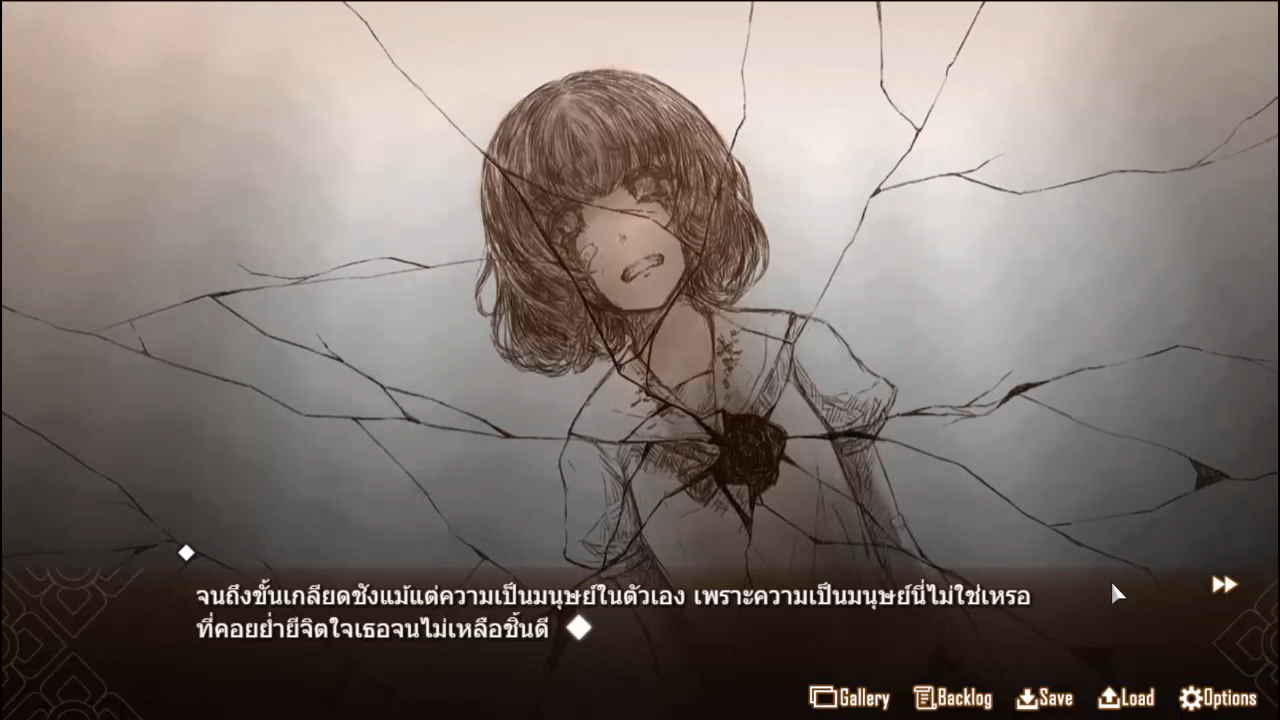 จนถึงขั้นเกลียดชังแม้แต่ความเป็นมนุษย์ในตัวเอง เพราะความเป็นมนุษย์นี่ไม่ใช่เหรอ
ที่คอยย่ำยีจิตใจเธอจนไม่เหลือชิ้นดี
Gallery Backlog Save Load Options